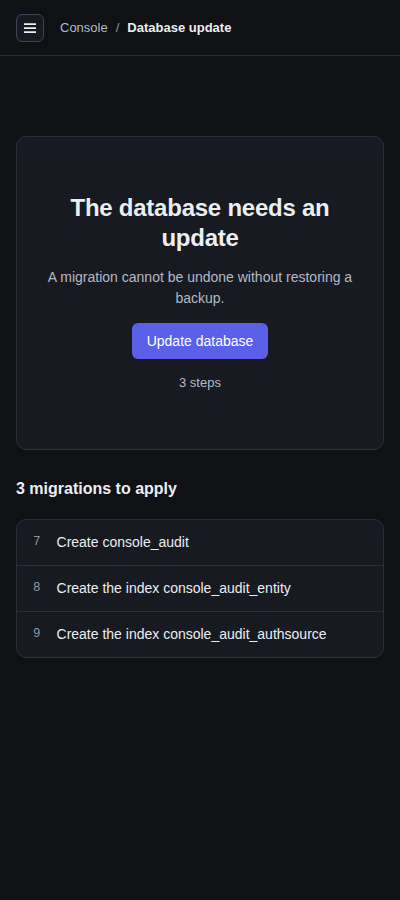 Console / Database update
The database needs an
update
A migration cannot be undone without restoring a
backup.
Update database
3 steps
3 migrations to apply
7 Create console_audit
8 Create the index console_audit_entity
9 Create the index console_audit_authsource